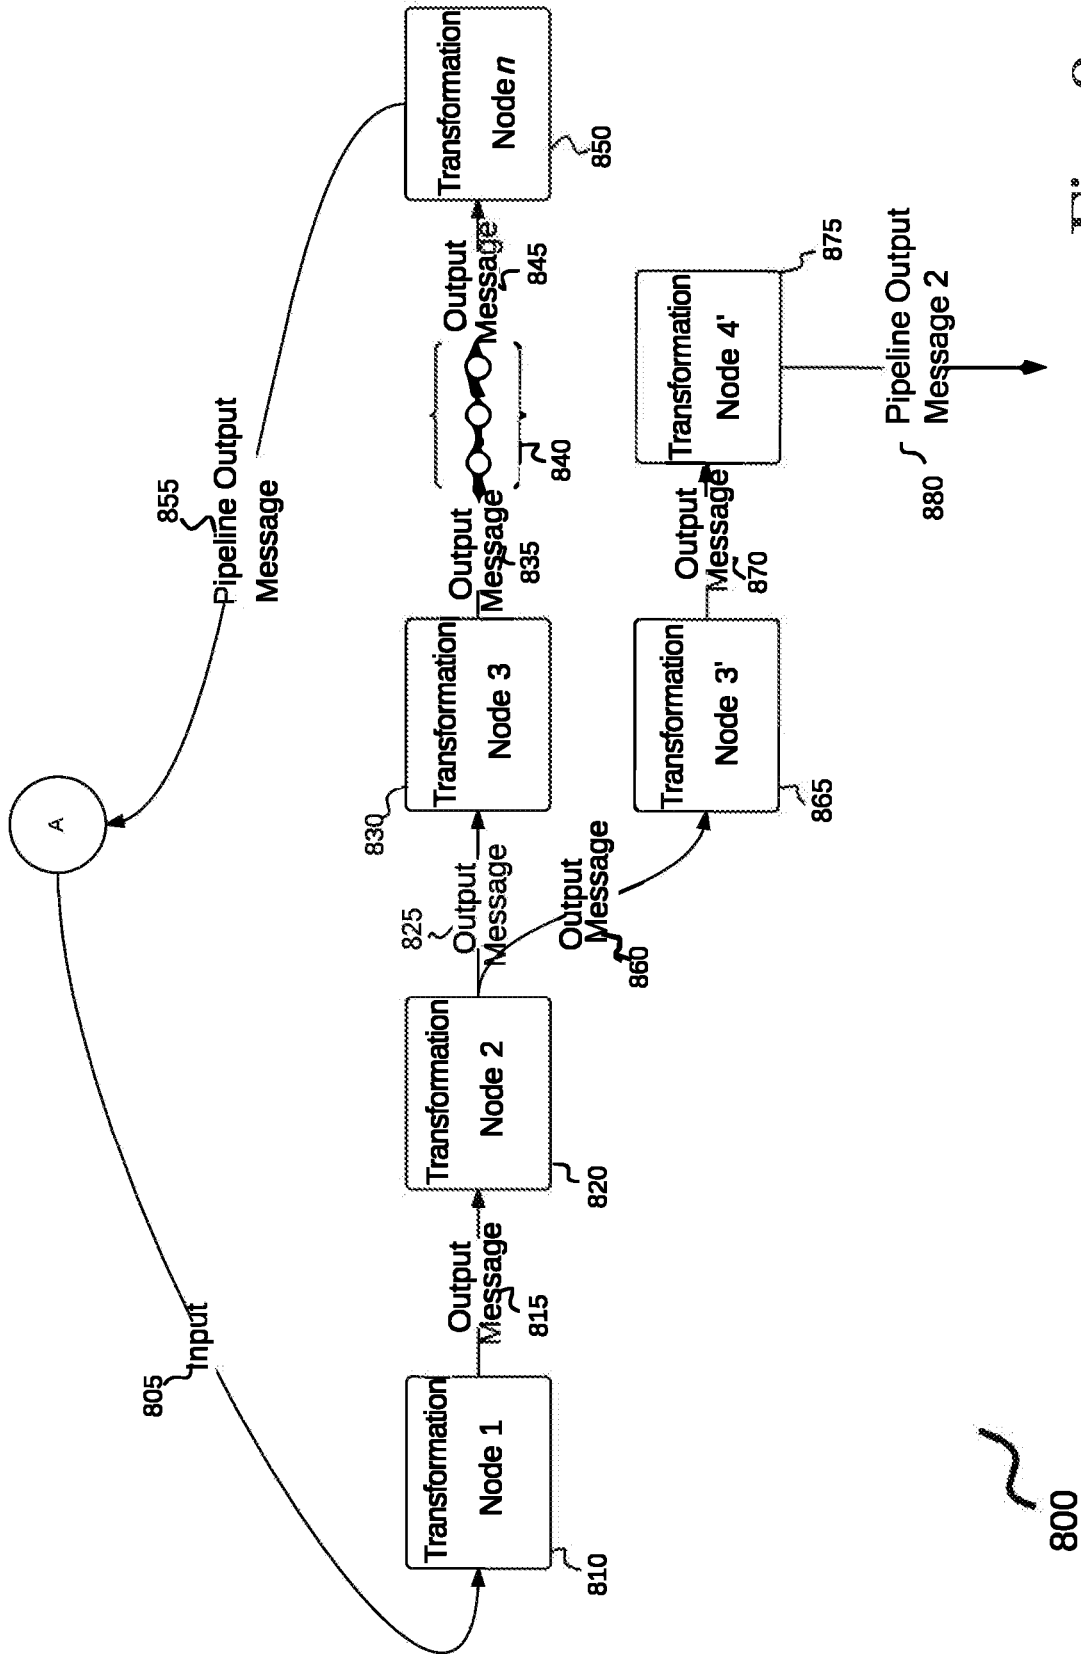 A
805
Input
855
Pipeline Output
Message
810
Transformation
Node 1
Output
Message
815
820
Transformation
Node 2
825
Output
Message
830
Transformation
Node 3
Output
Message
835
840
Output
Message
845
Transformation
Node n
850
Output
Message
860
Transformation
Node 3'
865
Output
Message
870
Transformation
Node 4'
875
Pipeline Output
Message 2
880
800